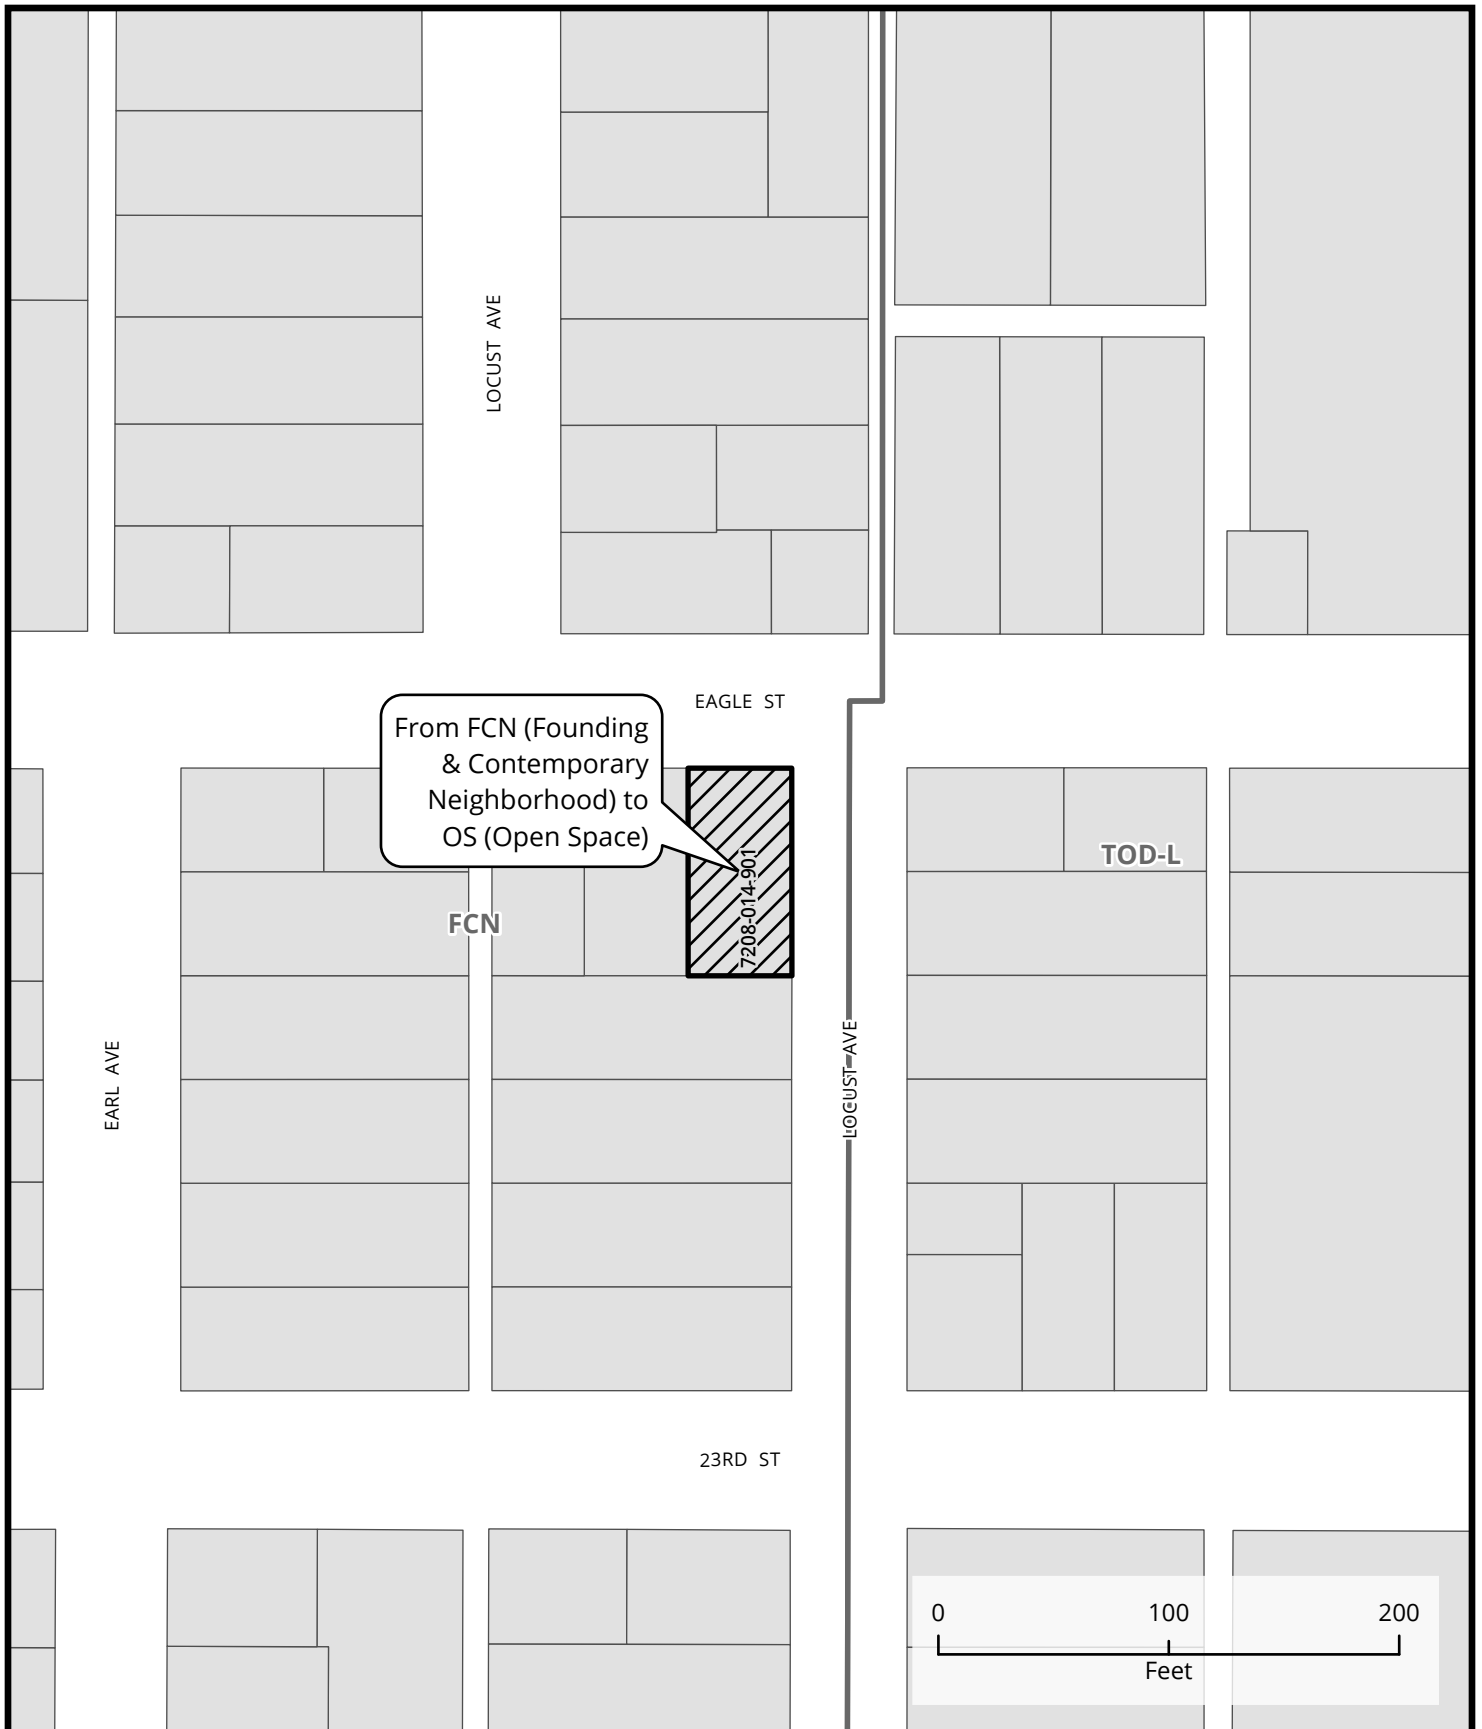 LOCUST AVE
EAGLE ST
From FCN (Founding
& Contemporary
Neighborhood) to
OS (Open Space)
7208-014-901
TOD-L
FCN
EARL AVE
LOCUST AVE
23RD ST
0 100 200
Feet